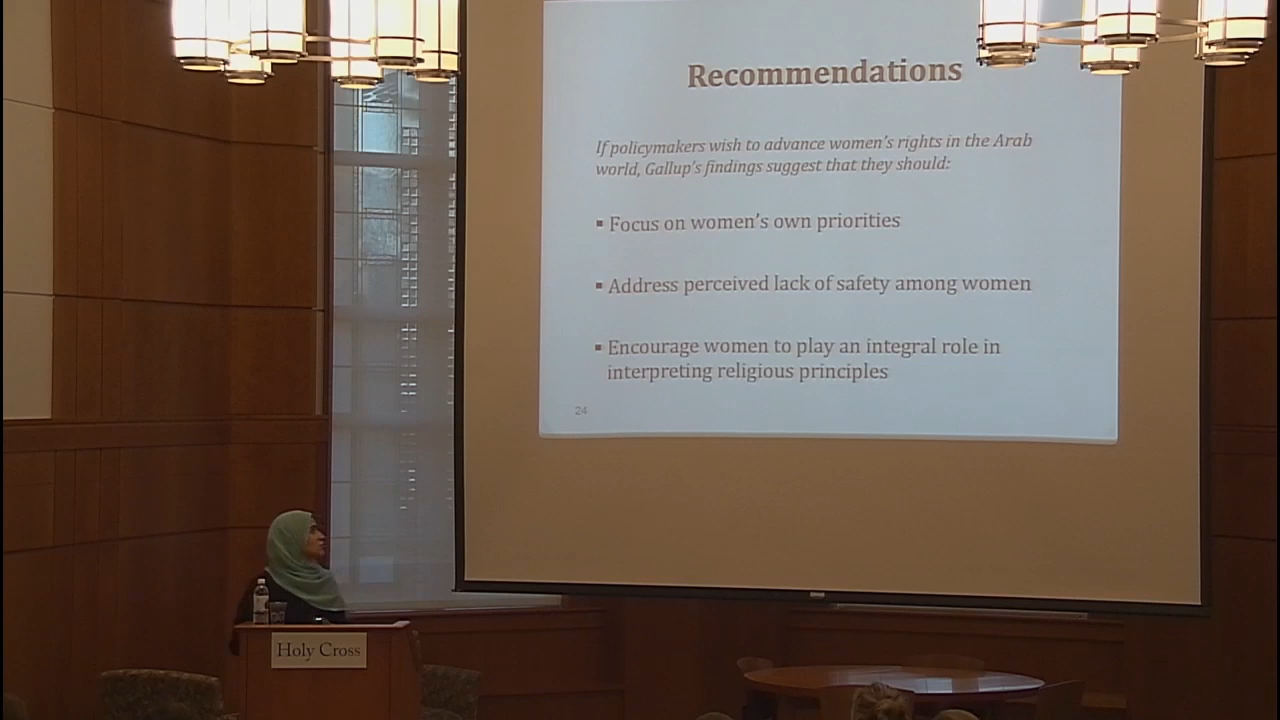 Recommendations
If policymakers wish to advance women's rights in the Arab
world, Gallup's findings suggest that they should:
▪ Focus on women's own priorities
▪ Address perceived lack of safety among women
▪ Encourage women to play an integral role in
interpreting religious principles
24
Holy Cross